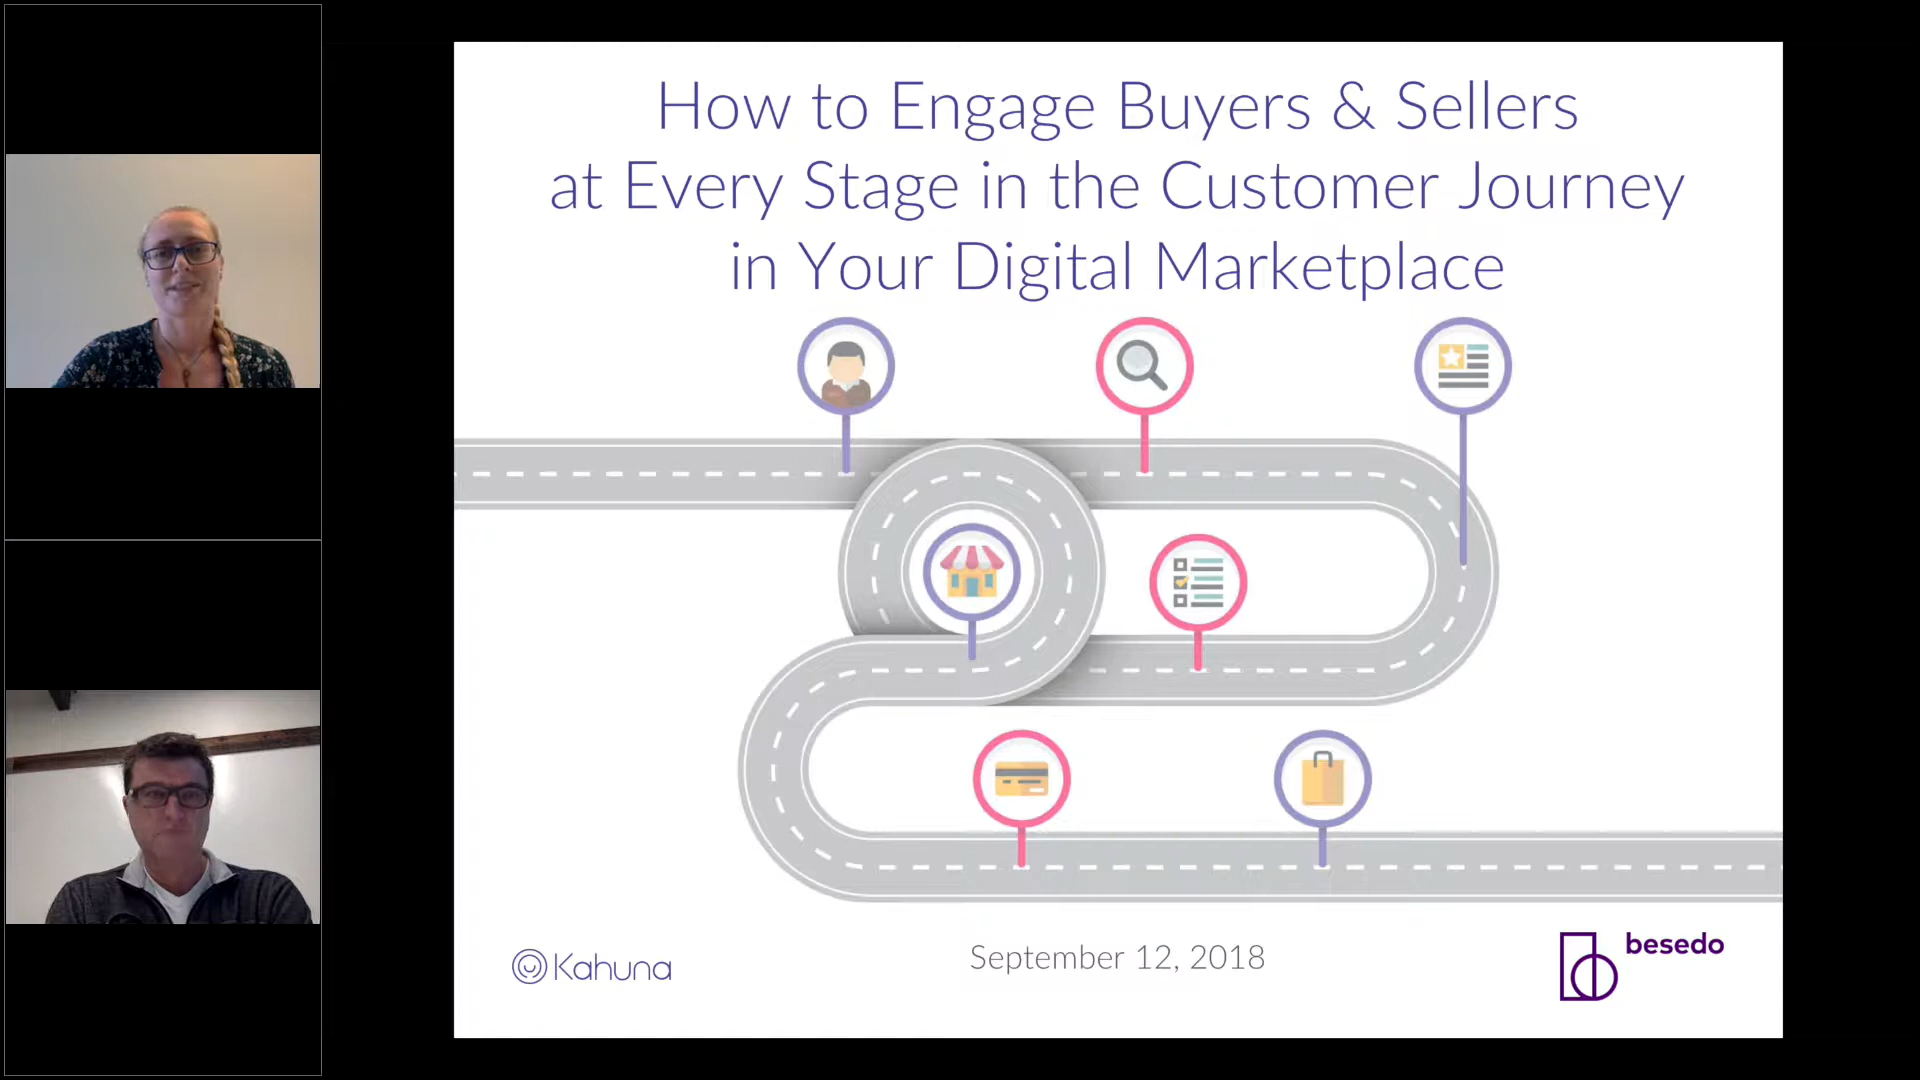 How to Engage Buyers & Sellers
at Every Stage in the Customer Journey
in Your Digital Marketplace
Kahuna
September 12, 2018
besedo